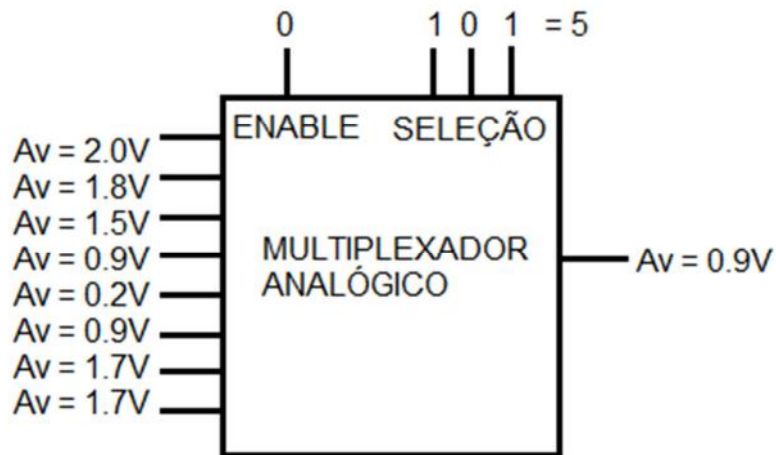 0 1 0 1 = 5
ENABLE SELEÇÃO
Av = 2.0V
Av = 1.8V
Av = 1.5V
Av = 0.9V
Av = 0.2V
Av = 0.9V
Av = 1.7V
Av = 1.7V
MULTIPLEXADOR
ANALÓGICO
Av = 0.9V